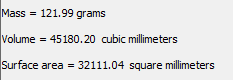 Mass = 121.99 grams
Volume = 45180.20 cubic millimeters
Surface area = 32111.04 square millimeters